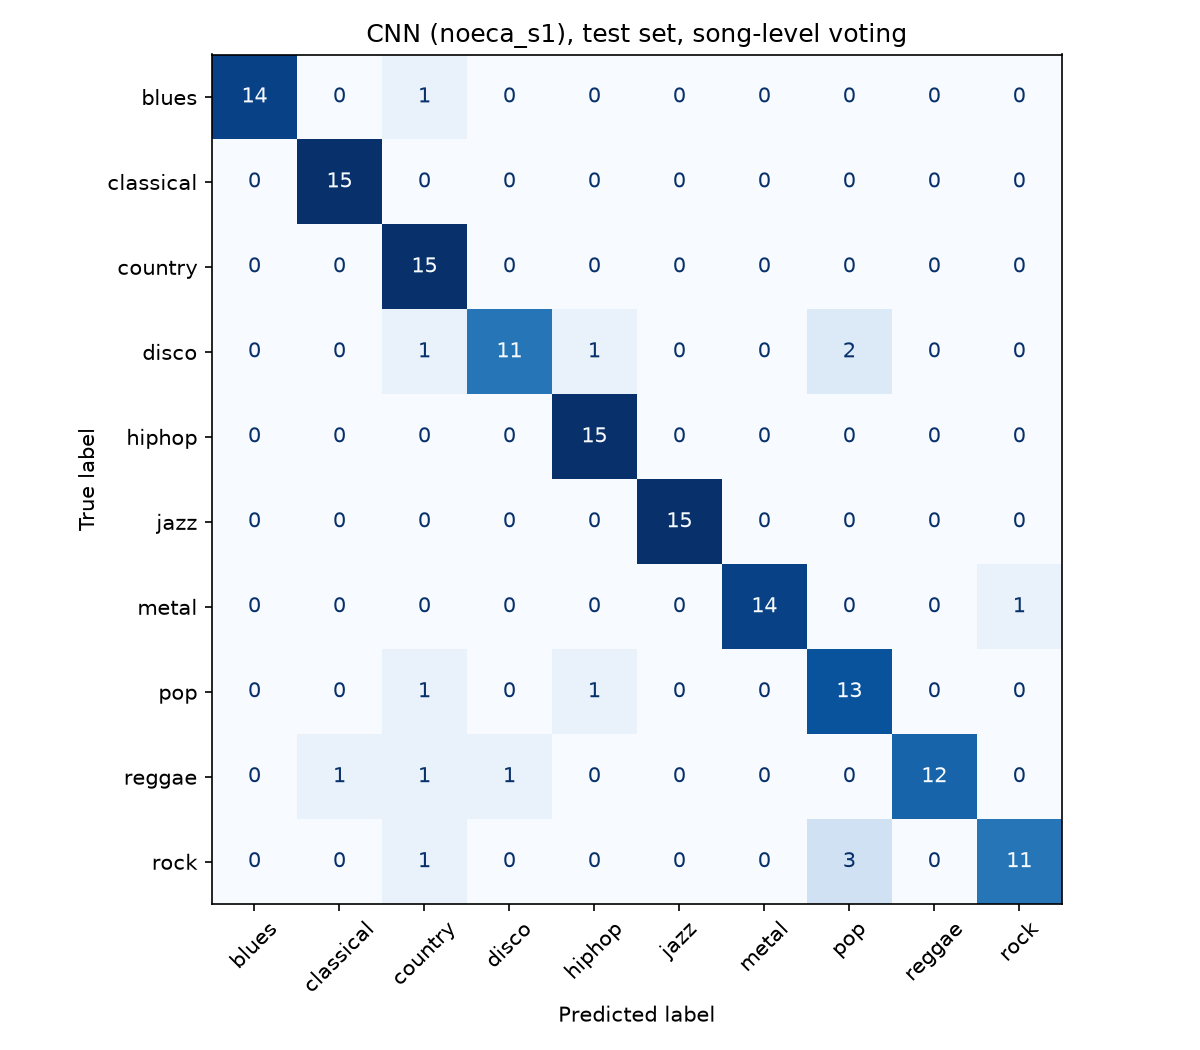 CNN (noeca_s1), test set, song-level voting
blues 14 0 1 0 0 0 0 0 0 0
classical 0 15 0 0 0 0 0 0 0 0
country 0 0 15 0 0 0 0 0 0 0
disco 0 0 1 11 1 0 0 2 0 0
hiphop 0 0 0 0 15 0 0 0 0 0
jazz 0 0 0 0 0 15 0 0 0 0
metal 0 0 0 0 0 0 14 0 0 1
pop 0 0 1 0 1 0 0 13 0 0
reggae 0 1 1 1 0 0 0 0 12 0
rock 0 0 1 0 0 0 0 3 0 11
True label
blues classical country disco hiphop jazz metal pop reggae rock
Predicted label